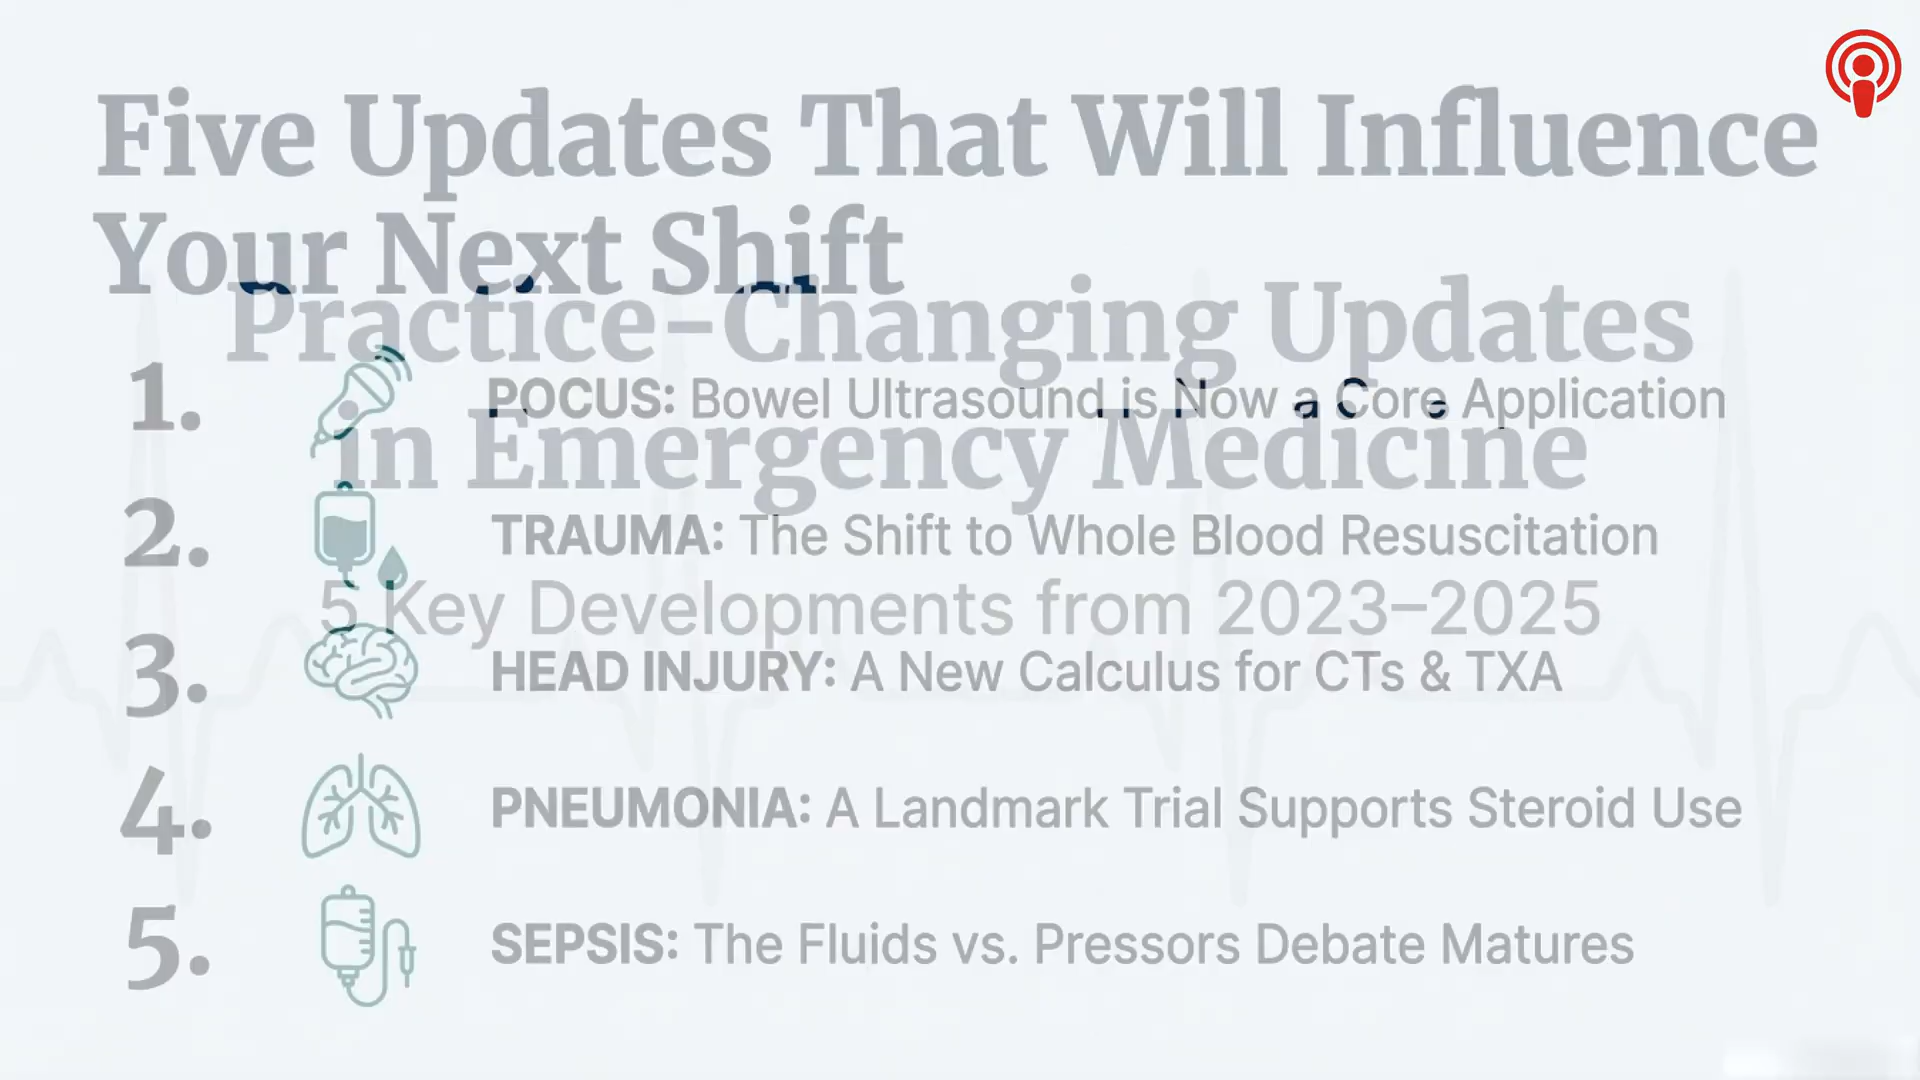 Five Updates That Will Influence
Your Next Shift
Practice-Changing Updates
in Emergency Medicine
5 Key Developments from 2023–2025
1. POCUS: Bowel Ultrasound is Now a Core Application
2. TRAUMA: The Shift to Whole Blood Resuscitation
3. HEAD INJURY: A New Calculus for CTs & TXA
4. PNEUMONIA: A Landmark Trial Supports Steroid Use
5. SEPSIS: The Fluids vs. Pressors Debate Matures